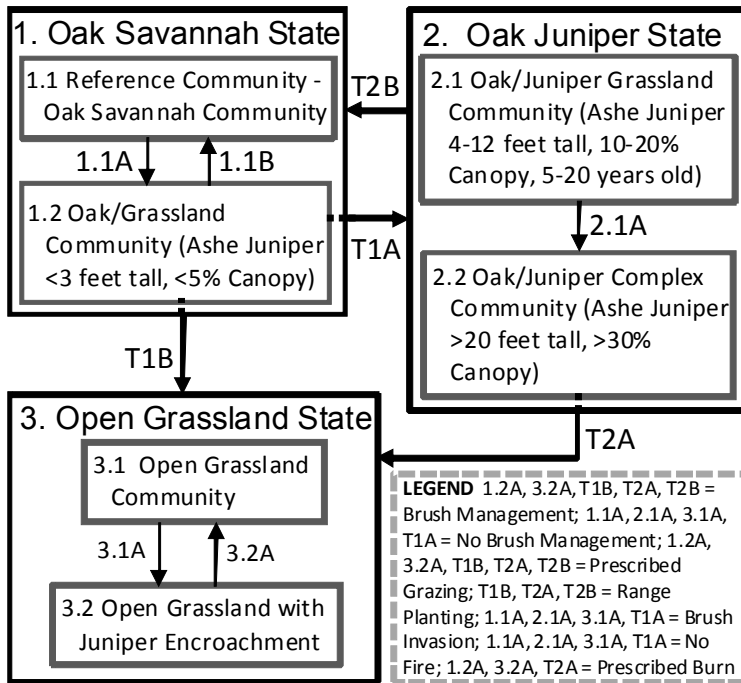 1. Oak Savannah State
1.1 Reference Community -
Oak Savannah Community
1.1A
1.1B
1.2 Oak/Grassland
Community (Ashe Juniper
<3 feet tall, <5% Canopy)
T2B
T1A
2. Oak Juniper State
2.1 Oak/Juniper Grassland
Community (Ashe Juniper
4-12 feet tall, 10-20%
Canopy, 5-20 years old)
2.1A
2.2 Oak/Juniper Complex
Community (Ashe Juniper
>20 feet tall, >30%
Canopy)
T1B
T2A
3. Open Grassland State
3.1 Open Grassland
Community
3.1A
3.2A
3.2 Open Grassland with
Juniper Encroachment
LEGEND 1.2A, 3.2A, T1B, T2A, T2B =
Brush Management; 1.1A, 2.1A, 3.1A,
T1A = No Brush Management; 1.2A,
3.2A, T1B, T2A, T2B = Prescribed
Grazing; T1B, T2A, T2B = Range
Planting; 1.1A, 2.1A, 3.1A, T1A = Brush
Invasion; 1.1A, 2.1A, 3.1A, T1A = No
Fire; 1.2A, 3.2A, T2A = Prescribed Burn